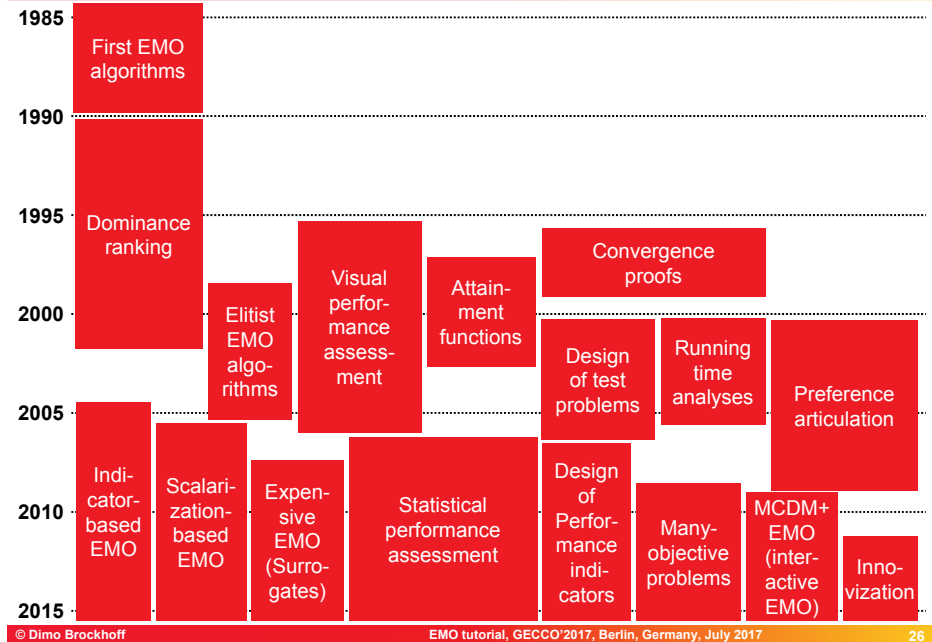 1985
First EMO
algorithms
1990
Dominance
ranking
1995
Visual
perfor-
mance
assess-
ment
Attain-
ment
functions
Convergence
proofs
2000
Elitist
EMO
algo-
rithms
Design
of test
problems
Running
time
analyses
Preference
articulation
2005
Indi-
cator-
based
EMO
Scalari-
zation-
based
EMO
Expen-
sive
EMO
(Surro-
gates)
Statistical
performance
assessment
Design
of
Perfor-
mance
indi-
cators
Many-
objective
problems
MCDM+
EMO
(inter-
active
EMO)
Inno-
vization
2010
2015
© Dimo Brockhoff
EMO tutorial, GECCO'2017, Berlin, Germany, July 2017
26